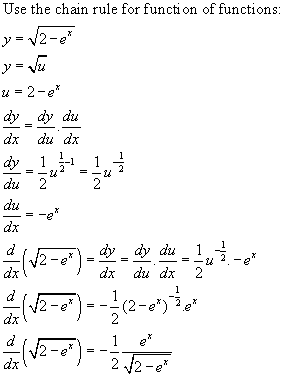 Use the chain rule for function of functions:
y = √(2 − e^x)
y = √u
u = 2 − e^x
dy/dx = dy/du . du/dx
dy/du = 1/2 u^(1/2 − 1) = 1/2 u^(−1/2)
du/dx = −e^x
d/dx (√(2 − e^x)) = dy/dx = dy/du . du/dx = 1/2 u^(−1/2) . −e^x
d/dx (√(2 − e^x)) = −1/2 (2 − e^x)^(−1/2) . e^x
d/dx (√(2 − e^x)) = −1/2 e^x/√(2 − e^x)